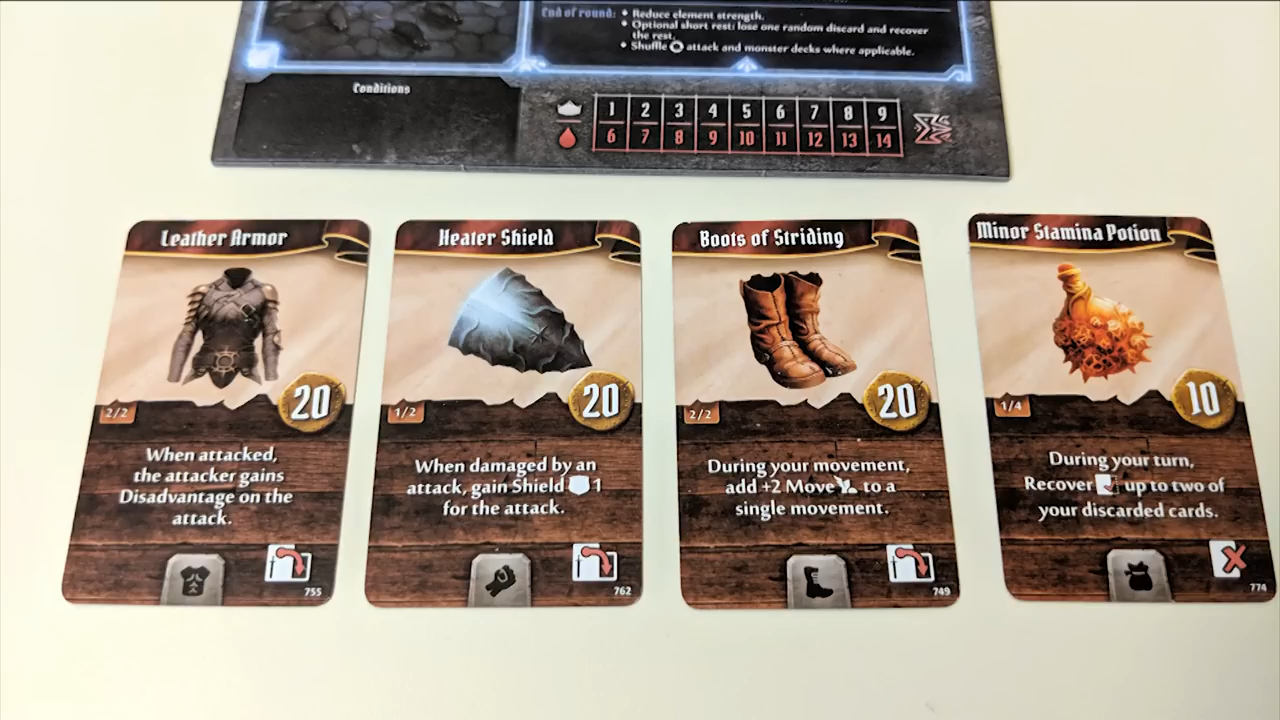 End of round: • Reduce element strength.
• Optional short rest: lose one random discard and recover
the rest.
• Shuffle attack and monster decks where applicable.
Conditions
1 2 3 4 5 6 7 8 9
6 7 8 9 10 11 12 13 14
Leather Armor
20
2/2
When attacked,
the attacker gains
Disadvantage on the
attack.
755
Heater Shield
20
1/2
When damaged by an
attack, gain Shield 1
for the attack.
762
Boots of Striding
20
2/2
During your movement,
add +2 Move to a
single movement.
749
Minor Stamina Potion
10
1/4
During your turn,
Recover up to two of
your discarded cards.
774